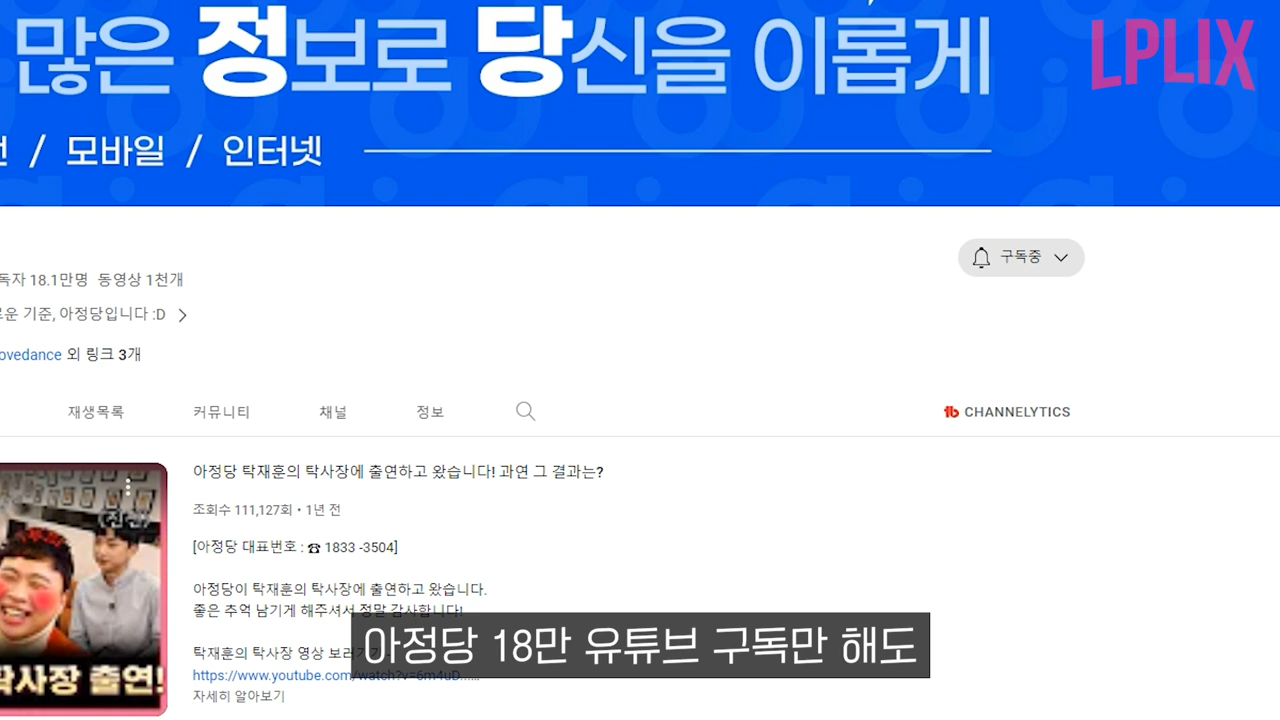 많은 정보로 당신을 이롭게
LPLIX
/ 모바일 / 인터넷
구독중
독자 18.1만명 동영상 1천개
로운 기준, 아정당입니다 :D
ovedance 외 링크 3개
재생목록 커뮤니티 채널 정보
CHANNELYTICS
아정당 탁재훈의 탁사장에 출연하고 왔습니다! 과연 그 결과는?
조회수 111,127회 • 1년 전
[아정당 대표번호 : ☎ 1833 -3504]
아정당이 탁재훈의 탁사장에 출연하고 왔습니다.
좋은 추억 남기게 해주셔서 정말 감사합니다!
탁재훈의 탁사장 영상 보러가기
https://www.youtube.com/watch?v=6m4uD......
자세히 알아보기
(진진)
탁사장 출연!
아정당 18만 유튜브 구독만 해도